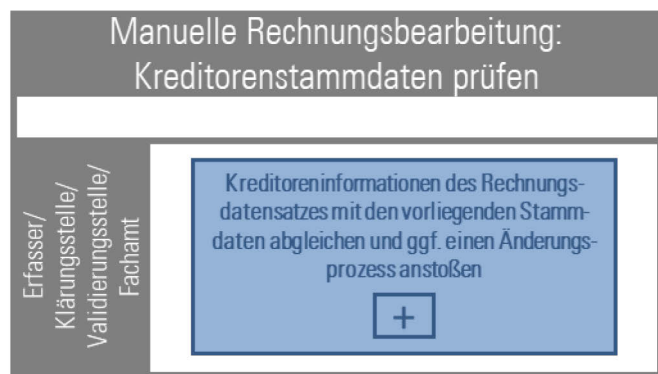 Manuelle Rechnungsbearbeitung:
Kreditorenstammdaten prüfen
Erfasser/
Klärungsstelle/
Validierungsstelle/
Fachamt
Kreditoreninformationen des Rechnungs-
datensatzes mit den vorliegenden Stamm-
daten abgleichen und ggf. einen Änderungs-
prozess anstoßen
+